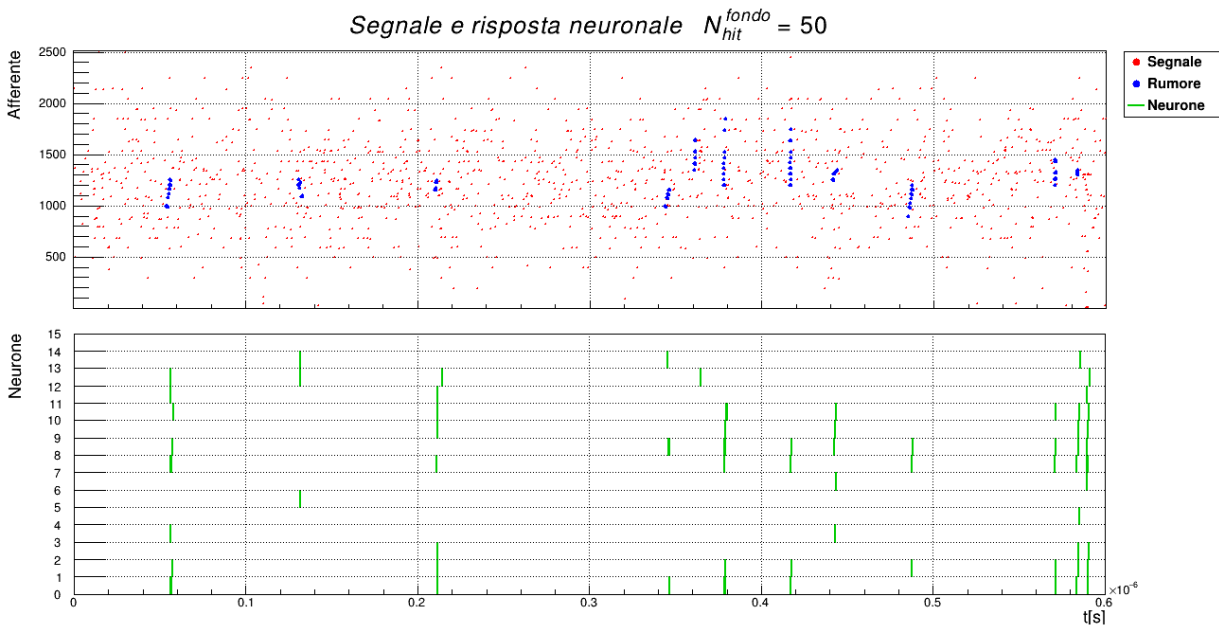 Segnale e risposta neuronale N_hit^fondo = 50
Afferente
2500
2000
1500
1000
500
Segnale
Rumore
Neurone
Neurone
15
14
13
12
11
10
9
8
7
6
5
4
3
2
1
0
0 0.1 0.2 0.3 0.4 0.5 0.6
×10⁻⁶
t[s]